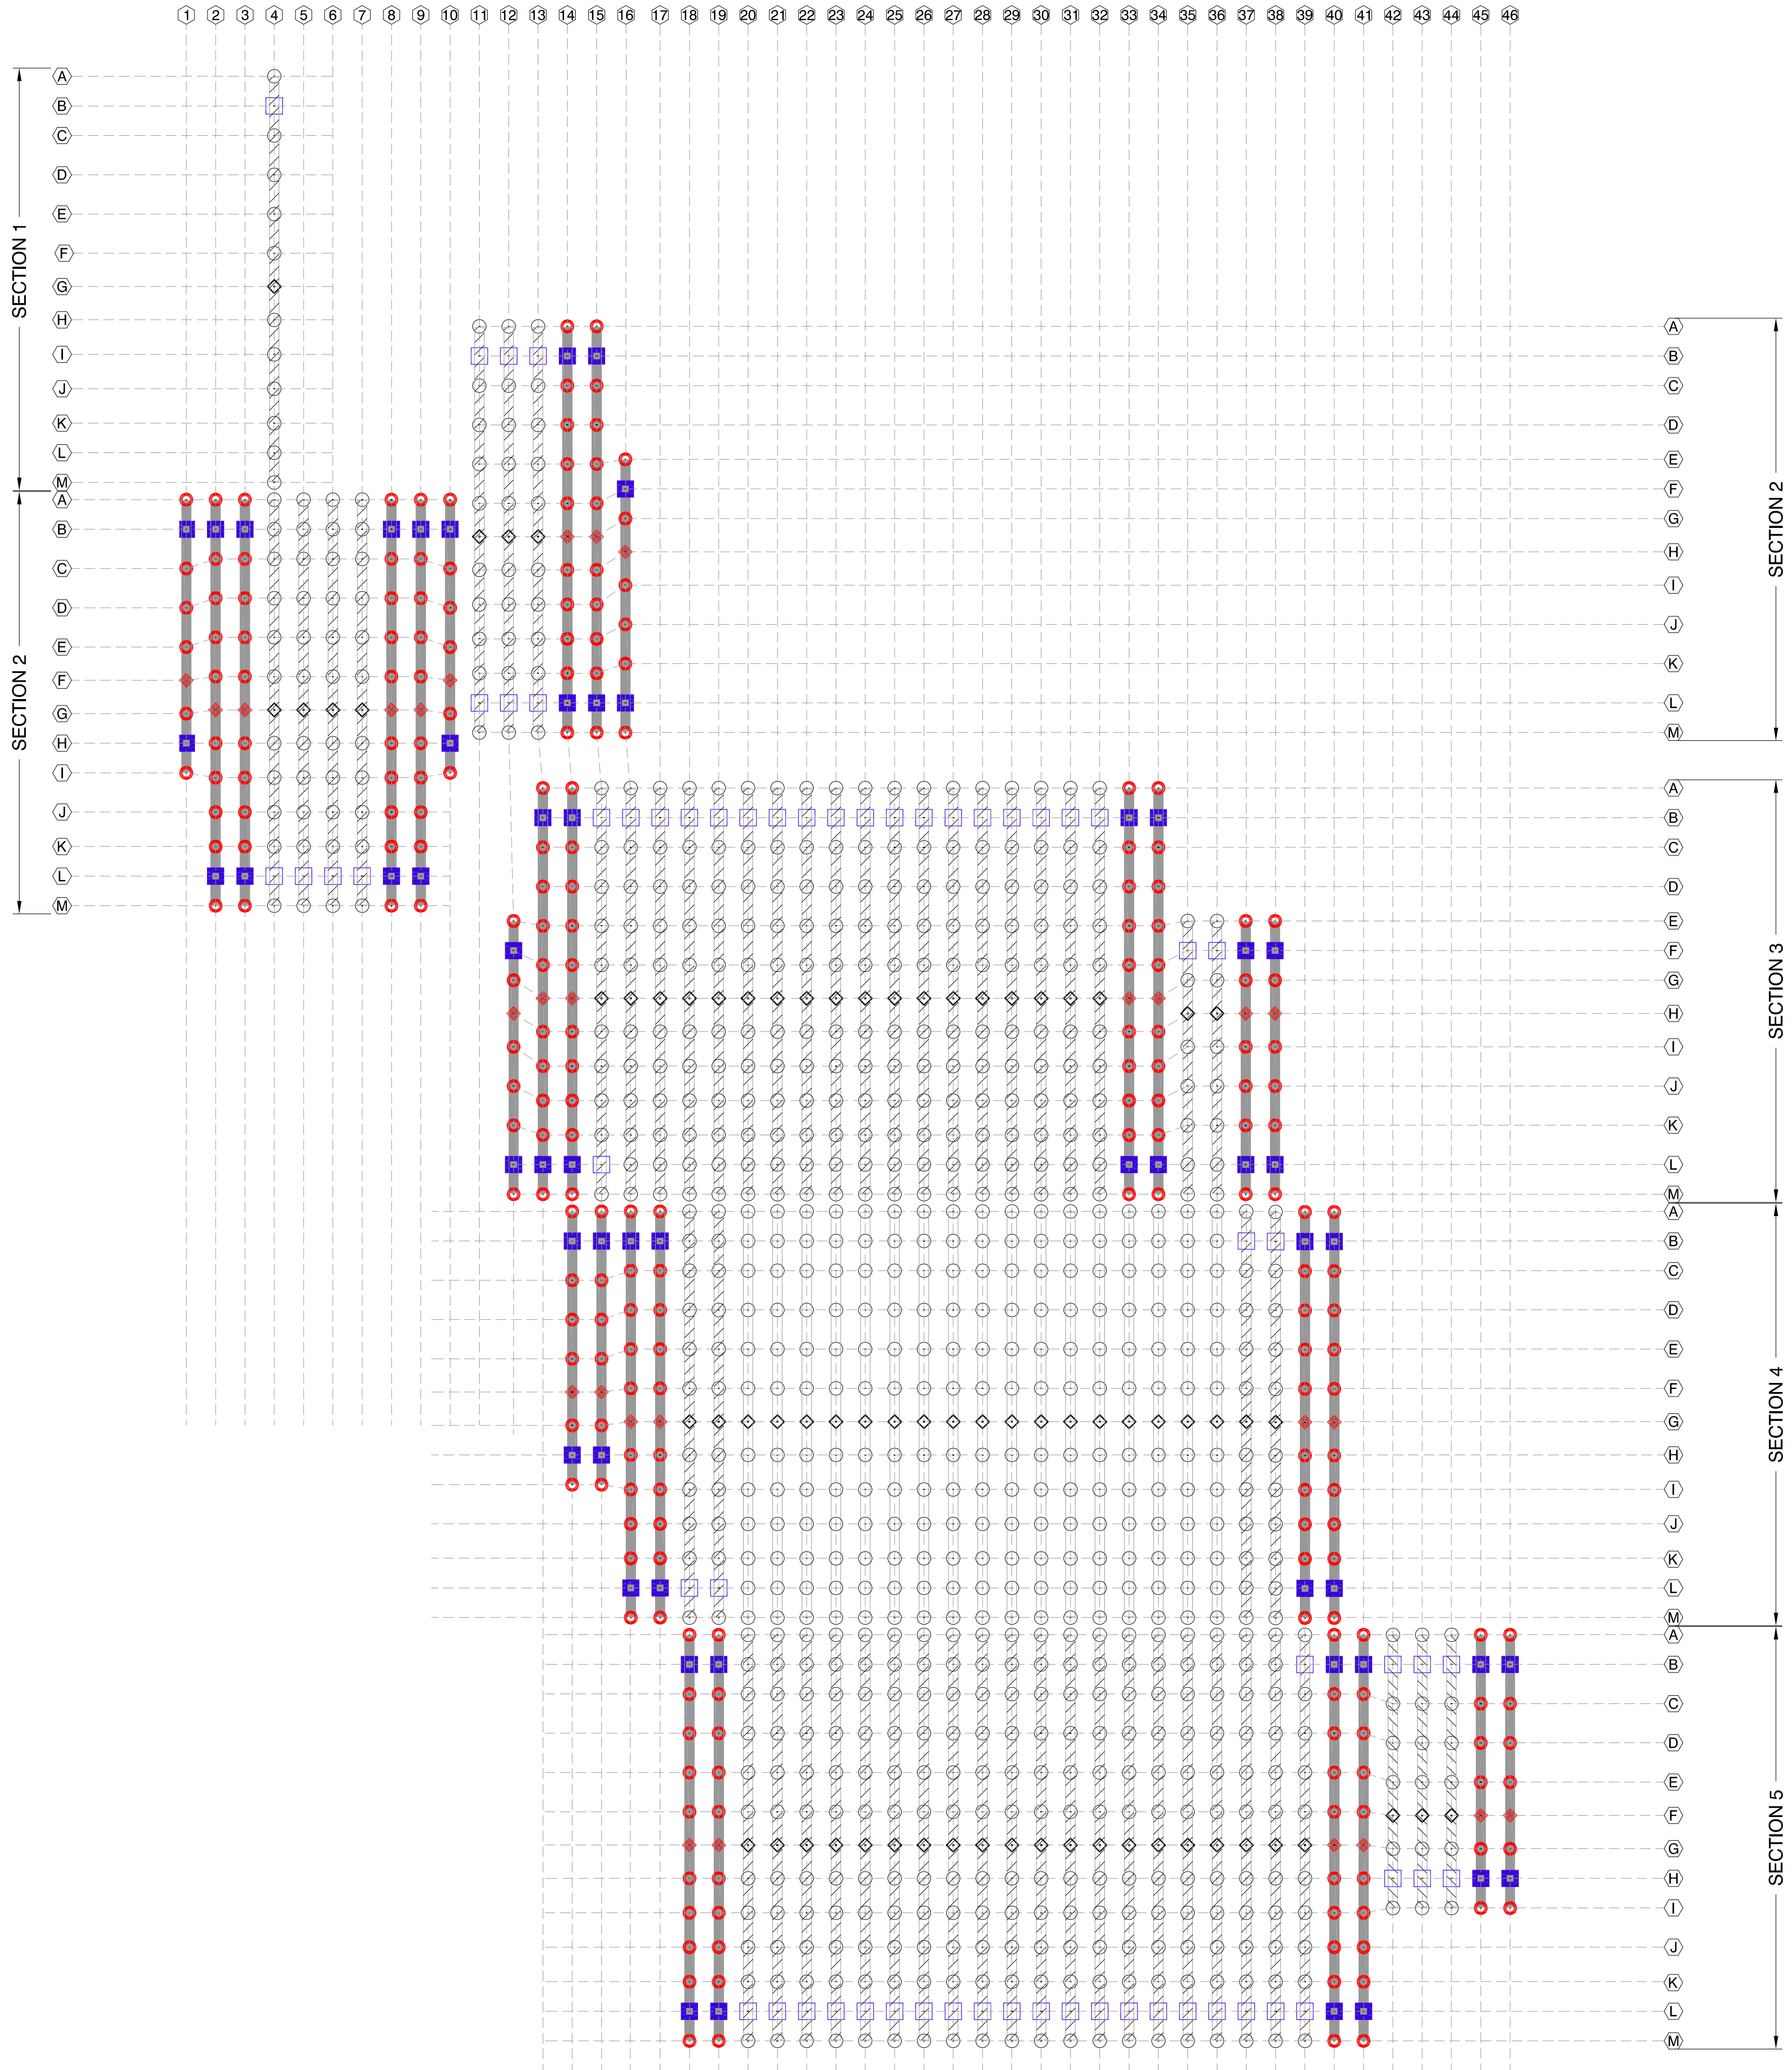 1 2 3 4 5 6 7 8 9 10 11 12 13 14 15 16 17 18 19 20 21 22 23 24 25 26 27 28 29 30 31 32 33 34 35 36 37 38 39 40 41 42 43 44 45 46
SECTION 1
A
B
C
D
E
F
G
H
I
J
K
L
M
SECTION 2
A
B
C
D
E
F
G
H
I
J
K
L
M
SECTION 2
A
B
C
D
E
F
G
H
I
J
K
L
M
SECTION 3
A
B
C
D
E
F
G
H
I
J
K
L
M
SECTION 4
A
B
C
D
E
F
G
H
I
J
K
L
M
SECTION 5
A
B
C
D
E
F
G
H
I
J
K
L
M